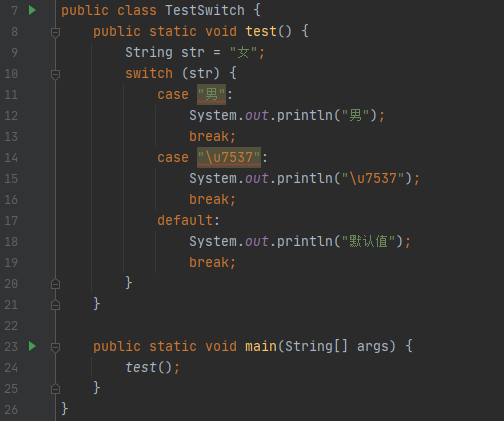 7 public class TestSwitch {
8     public static void test() {
9         String str = "女";
10         switch (str) {
11             case "男":
12                 System.out.println("男");
13                 break;
14             case "\u7537":
15                 System.out.println("\u7537");
16                 break;
17             default:
18                 System.out.println("默认值");
19                 break;
20         }
21     }
22
23     public static void main(String[] args) {
24         test();
25     }
26 }